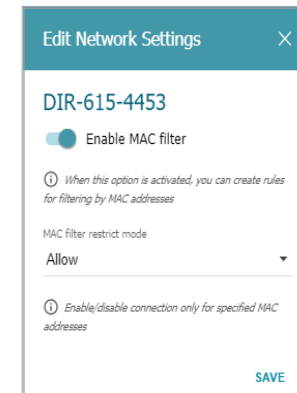 Edit Network Settings
DIR-615-4453
Enable MAC filter
When this option is activated, you can create rules
for filtering by MAC addresses
MAC filter restrict mode
Allow
Enable/disable connection only for specified MAC
addresses
SAVE